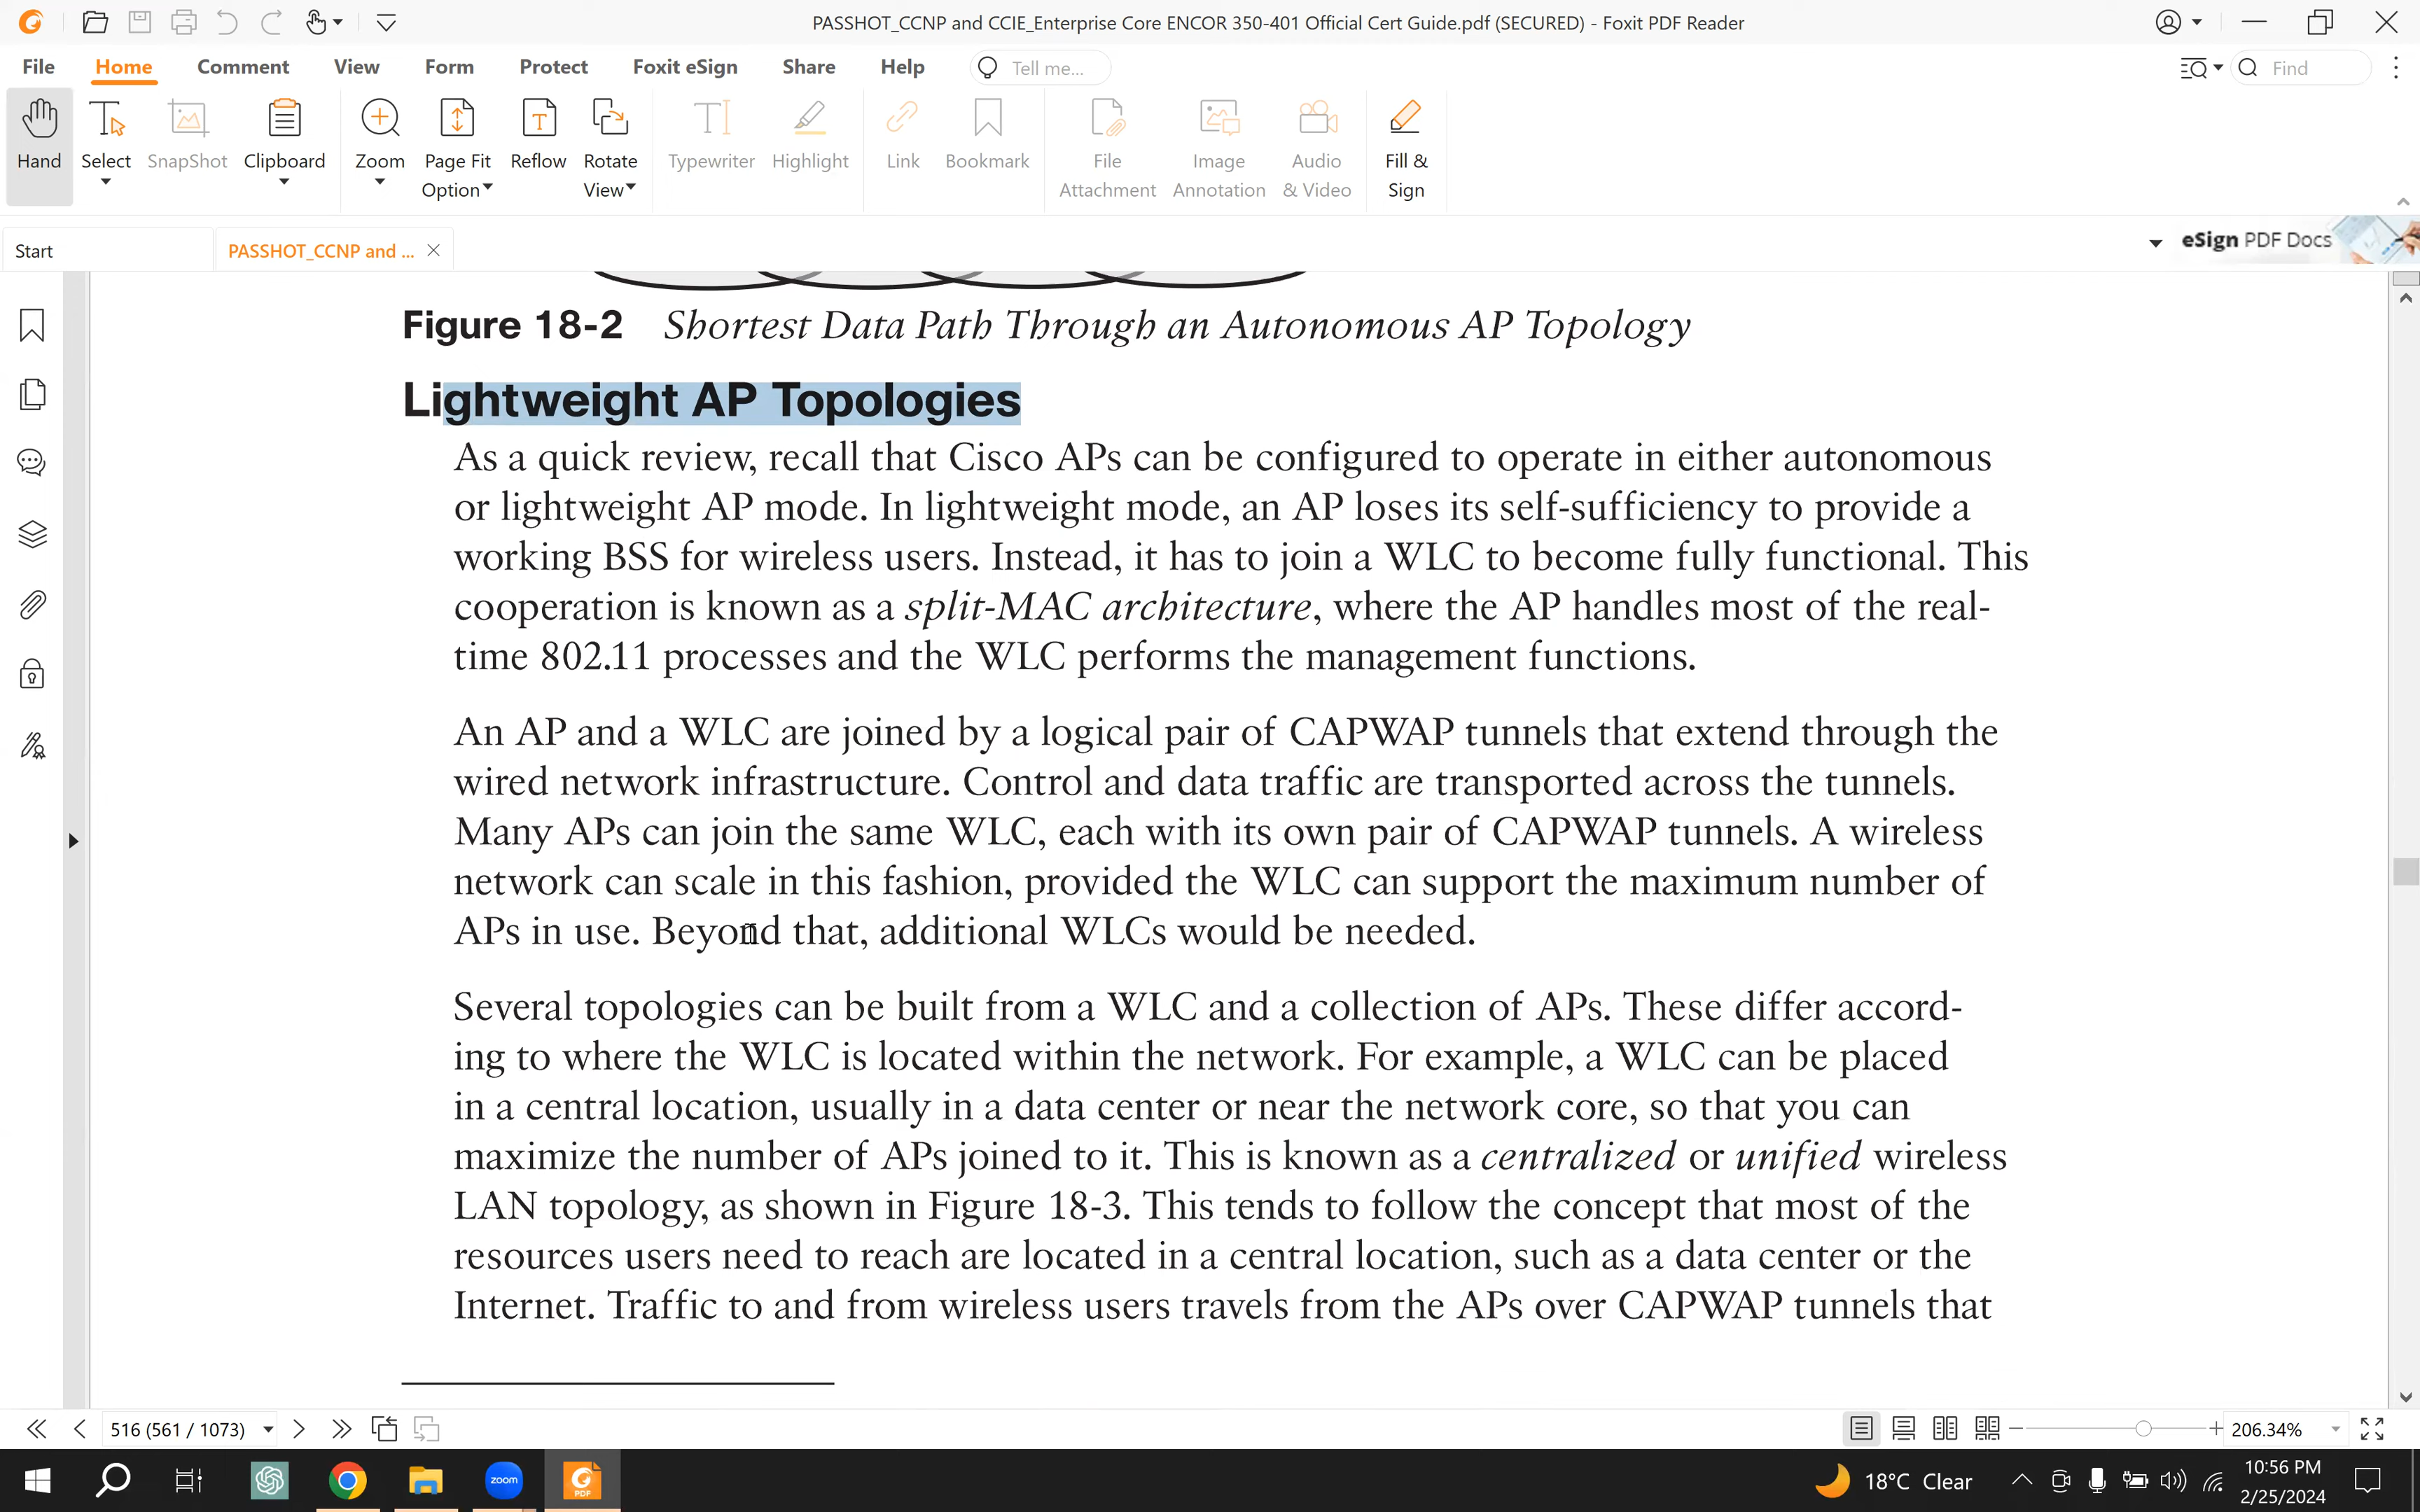 PASSHOT_CCNP and CCIE_Enterprise Core ENCOR 350-401 Official Cert Guide.pdf (SECURED) - Foxit PDF Reader
File Home Comment View Form Protect Foxit eSign Share Help Tell me... Find
Hand Select SnapShot Clipboard Zoom Page Fit Option Reflow Rotate View Typewriter Highlight Link Bookmark File Attachment Image Annotation Audio & Video Fill & Sign
Start PASSHOT_CCNP and ... eSign PDF Docs
Figure 18-2 Shortest Data Path Through an Autonomous AP Topology
Lightweight AP Topologies
As a quick review, recall that Cisco APs can be configured to operate in either autonomous
or lightweight AP mode. In lightweight mode, an AP loses its self-sufficiency to provide a
working BSS for wireless users. Instead, it has to join a WLC to become fully functional. This
cooperation is known as a split-MAC architecture, where the AP handles most of the real-
time 802.11 processes and the WLC performs the management functions.
An AP and a WLC are joined by a logical pair of CAPWAP tunnels that extend through the
wired network infrastructure. Control and data traffic are transported across the tunnels.
Many APs can join the same WLC, each with its own pair of CAPWAP tunnels. A wireless
network can scale in this fashion, provided the WLC can support the maximum number of
APs in use. Beyond that, additional WLCs would be needed.
Several topologies can be built from a WLC and a collection of APs. These differ accord-
ing to where the WLC is located within the network. For example, a WLC can be placed
in a central location, usually in a data center or near the network core, so that you can
maximize the number of APs joined to it. This is known as a centralized or unified wireless
LAN topology, as shown in Figure 18-3. This tends to follow the concept that most of the
resources users need to reach are located in a central location, such as a data center or the
Internet. Traffic to and from wireless users travels from the APs over CAPWAP tunnels that
516 (561 / 1073) 206.34%
zoom PDF 18°C Clear 10:56 PM
2/25/2024